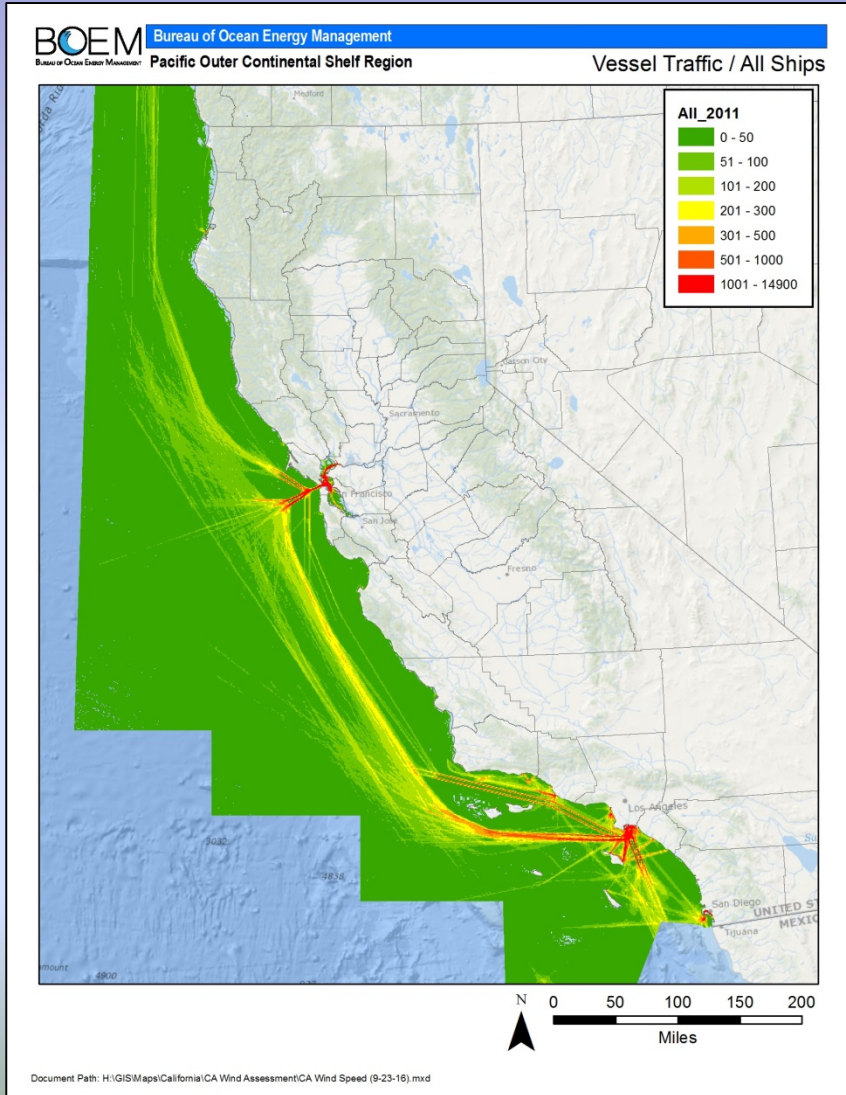 BOEM
BUREAU OF OCEAN ENERGY MANAGEMENT
Bureau of Ocean Energy Management
Pacific Outer Continental Shelf Region
Vessel Traffic / All Ships
All_2011
0 - 50
51 - 100
101 - 200
201 - 300
301 - 500
501 - 1000
1001 - 14900
Medford
Carson City
Sacramento
San Francisco
San Jose
Fresno
Los Angeles
San Diego
UNITED ST
MEXIC
Tijuana
5032
4838
4900
amount
N
0 50 100 150 200
Miles
Document Path: H:\GIS\Maps\California\CA Wind Assessment\CA Wind Speed (9-23-16).mxd